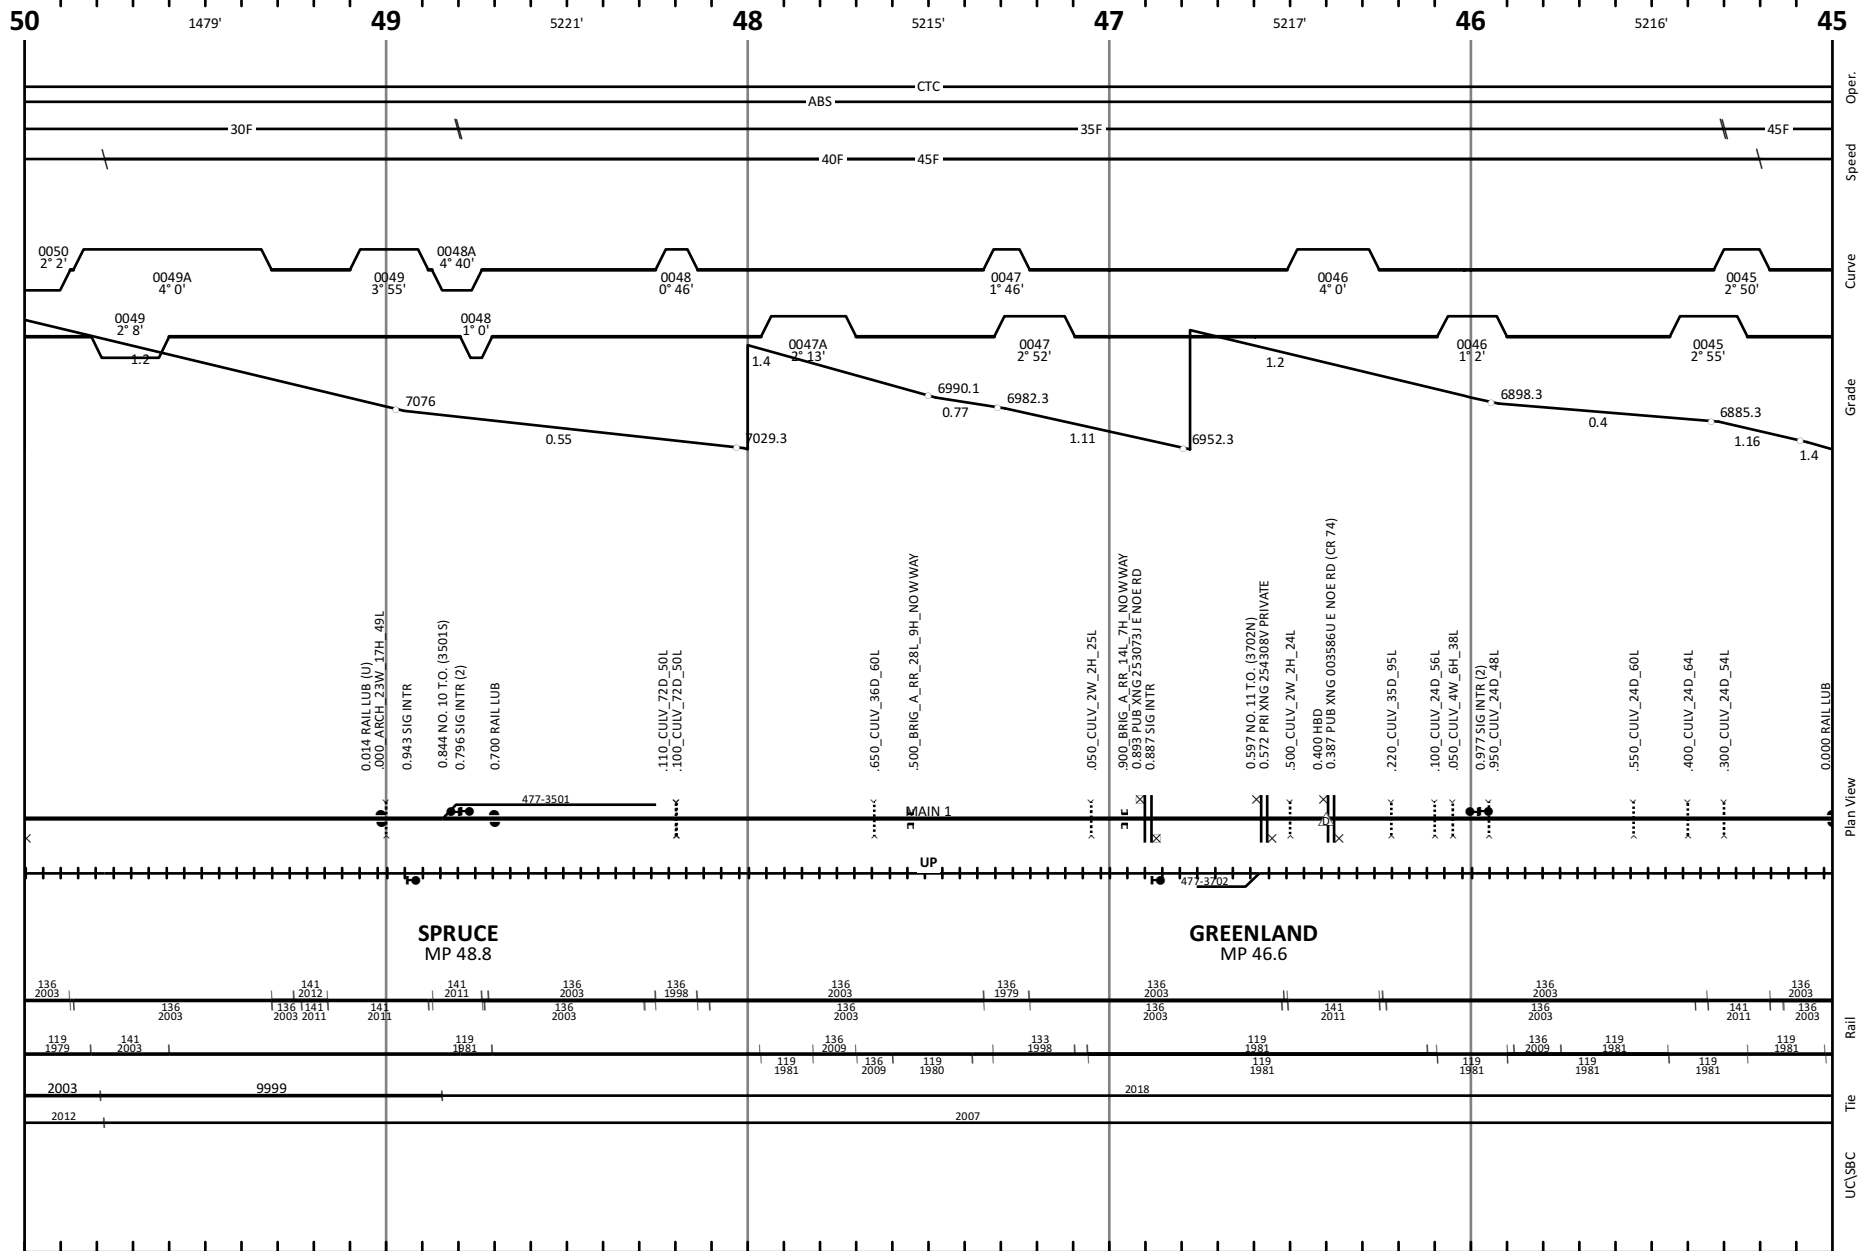 50 1479' 49 5221' 48 5215' 47 5217' 46 5216' 45
CTC
Oper.
ABS
30F 35F 45F
40F 45F
Speed
0050
2° 2'
0049A
4° 0'
0049
3° 55'
0048A
4° 40'
0048
0° 46'
0047
1° 46'
0046
4° 0'
0045
2° 50'
Curve
0049
2° 8'
0048
1° 0'
0047A
2° 13'
0047
2° 52'
0046
1° 2'
0045
2° 55'
1.2
7076
0.55
7029.3
1.4
6990.1
0.77
6982.3
1.11
6952.3
1.2
6898.3
0.4
6885.3
1.16
1.4
Grade
0.014 RAIL LUB (U)
.000_ARCH_23W_17H_49L
0.943 SIG INTR
0.844 NO. 10 T.O. (3501S)
0.796 SIG INTR (2)
0.700 RAIL LUB
.110_CULV_72D_50L
.100_CULV_72D_50L
.650_CULV_36D_60L
.500_BRIG_A_RR_28L_9H_NOWWAY
.050_CULV_2W_2H_25L
.900_BRIG_A_RR_14L_7H_NOWWAY
0.893 PUB XNG 253073J E NOE RD
0.887 SIG INTR
0.597 NO. 11 T.O. (3702N)
0.572 PRI XNG 254308V PRIVATE
.500_CULV_2W_2H_24L
0.400 HBD
0.387 PUB XNG 003586U E NOE RD (CR 74)
.220_CULV_35D_95L
.100_CULV_24D_56L
.050_CULV_4W_6H_38L
0.977 SIG INTR (2)
.950_CULV_24D_48L
.550_CULV_24D_60L
.400_CULV_24D_64L
.300_CULV_24D_54L
0.000 RAIL LUB
477-3501
MAIN 1
D
Plan View
UP
477-3702
SPRUCE
MP 48.8
GREENLAND
MP 46.6
136
2003
141
2012
141
2011
136
2003
136
1998
136
2003
136
1979
136
2003
136
2003
136
2003
136
2003
136
2003
141
2011
141
2011
136
2003
136
2003
136
2003
141
2011
136
2003
141
2011
136
2003
Rail
119
1979
141
2003
119
1981
136
2009
133
1998
119
1981
136
2009
119
1981
119
1981
119
1981
136
2009
119
1980
119
1981
119
1981
119
1981
119
1981
2003 9999 2018
Tie
2012 2007
UC\SBC